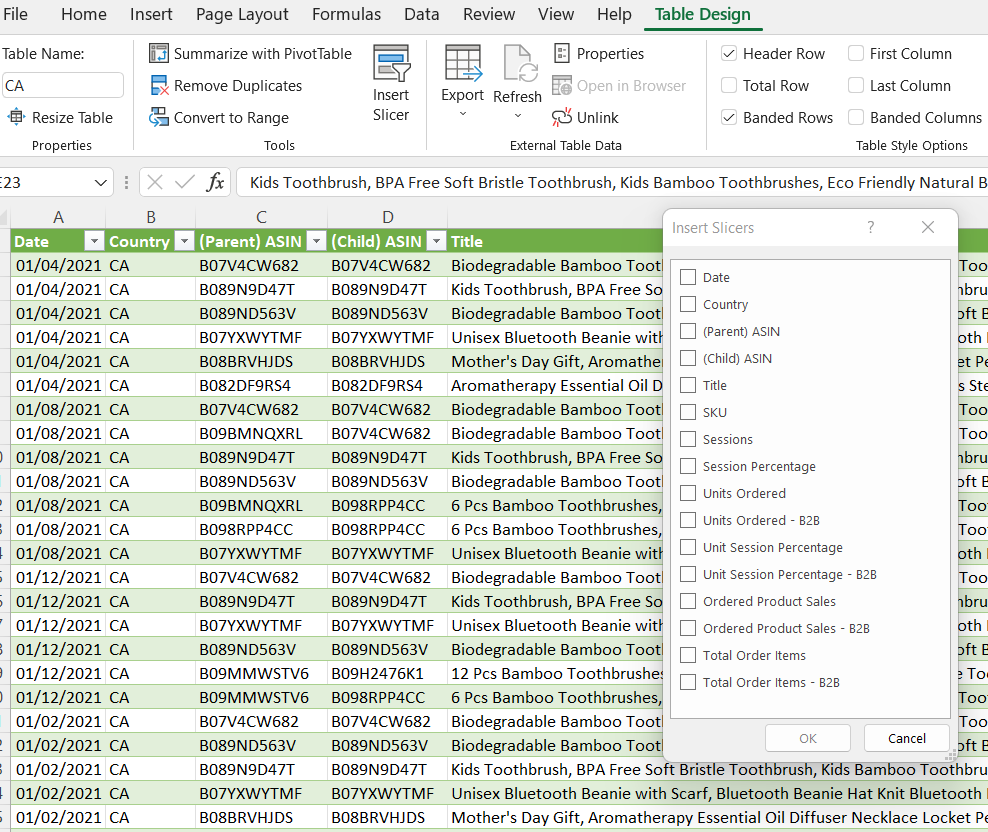 File Home Insert Page Layout Formulas Data Review View Help Table Design
Table Name:
CA
Resize Table
Properties
Summarize with PivotTable
Remove Duplicates
Convert to Range
Tools
Insert
Slicer
Export
Refresh
Properties
Open in Browser
Unlink
External Table Data
Header Row First Column
Total Row Last Column
Banded Rows Banded Columns
Table Style Options
E23 fx Kids Toothbrush, BPA Free Soft Bristle Toothbrush, Kids Bamboo Toothbrushes, Eco Friendly Natural B
A B C D
Date Country (Parent) ASIN (Child) ASIN Title
01/04/2021 CA B07V4CW682 B07V4CW682 Biodegradable Bamboo Toot
01/04/2021 CA B089N9D47T B089N9D47T Kids Toothbrush, BPA Free So
01/04/2021 CA B089ND563V B089ND563V Biodegradable Bamboo Toot
01/04/2021 CA B07YXWYTMF B07YXWYTMF Unisex Bluetooth Beanie with
01/04/2021 CA B08BRVHJDS B08BRVHJDS Mother's Day Gift, Aromather
01/04/2021 CA B082DF9RS4 B082DF9RS4 Aromatherapy Essential Oil D
01/08/2021 CA B07V4CW682 B07V4CW682 Biodegradable Bamboo Toot
01/08/2021 CA B09BMNQXRL B07V4CW682 Biodegradable Bamboo Toot
01/08/2021 CA B089N9D47T B089N9D47T Kids Toothbrush, BPA Free So
01/08/2021 CA B089ND563V B089ND563V Biodegradable Bamboo Toot
01/08/2021 CA B09BMNQXRL B098RPP4CC 6 Pcs Bamboo Toothbrushes,
01/08/2021 CA B098RPP4CC B098RPP4CC 6 Pcs Bamboo Toothbrushes,
01/08/2021 CA B07YXWYTMF B07YXWYTMF Unisex Bluetooth Beanie with
01/12/2021 CA B07V4CW682 B07V4CW682 Biodegradable Bamboo Toot
01/12/2021 CA B089N9D47T B089N9D47T Kids Toothbrush, BPA Free So
01/12/2021 CA B07YXWYTMF B07YXWYTMF Unisex Bluetooth Beanie with
01/12/2021 CA B089ND563V B089ND563V Biodegradable Bamboo Toot
01/12/2021 CA B09MMWSTV6 B09H2476K1 12 Pcs Bamboo Toothbrushes
01/12/2021 CA B09MMWSTV6 B098RPP4CC 6 Pcs Bamboo Toothbrushes,
01/02/2021 CA B07V4CW682 B07V4CW682 Biodegradable Bamboo Toot
01/02/2021 CA B089ND563V B089ND563V Biodegradable Bamboo Toot
01/02/2021 CA B089N9D47T B089N9D47T Kids Toothbrush, BPA Free Soft Bristle Toothbrush, Kids Bamboo Toothbru
01/02/2021 CA B07YXWYTMF B07YXWYTMF Unisex Bluetooth Beanie with Scarf, Bluetooth Beanie Hat Knit Bluetooth
01/02/2021 CA B08BRVHJDS B08BRVHJDS Mother's Day Gift, Aromatherapy Essential Oil Diffuser Necklace Locket Pe
Insert Slicers ?
Date
Country
(Parent) ASIN
(Child) ASIN
Title
SKU
Sessions
Session Percentage
Units Ordered
Units Ordered - B2B
Unit Session Percentage
Unit Session Percentage - B2B
Ordered Product Sales
Ordered Product Sales - B2B
Total Order Items
Total Order Items - B2B
OK Cancel